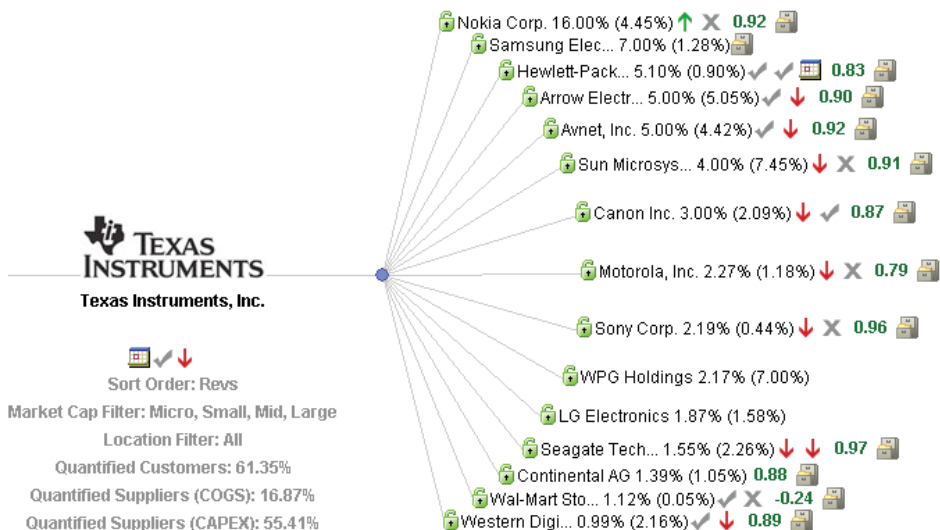 Nokia Corp. 16.00% (4.45%) 0.92
Samsung Elec... 7.00% (1.28%)
Hewlett-Pack... 5.10% (0.90%) 0.83
Arrow Electr... 5.00% (5.05%) 0.90
Avnet, Inc. 5.00% (4.42%) 0.92
Sun Microsys... 4.00% (7.45%) 0.91
Canon Inc. 3.00% (2.09%) 0.87
Motorola, Inc. 2.27% (1.18%) 0.79
Sony Corp. 2.19% (0.44%) 0.96
WPG Holdings 2.17% (7.00%)
LG Electronics 1.87% (1.58%)
Seagate Tech... 1.55% (2.26%) 0.97
Continental AG 1.39% (1.05%) 0.88
Wal-Mart Sto... 1.12% (0.05%) -0.24
Western Digi... 0.99% (2.16%) 0.89
TEXAS
INSTRUMENTS
Texas Instruments, Inc.
Sort Order: Revs
Market Cap Filter: Micro, Small, Mid, Large
Location Filter: All
Quantified Customers: 61.35%
Quantified Suppliers (COGS): 16.87%
Quantified Suppliers (CAPEX): 55.41%